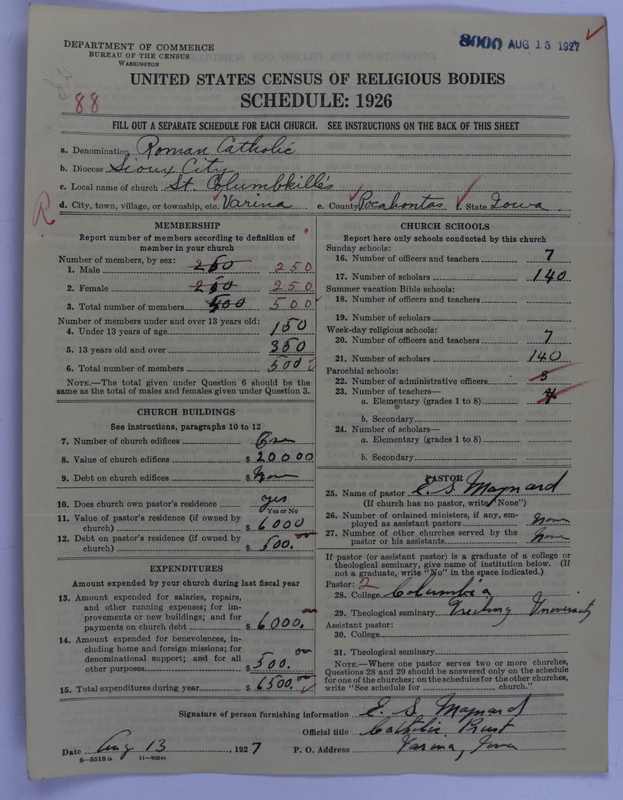 DEPARTMENT OF COMMERCE
BUREAU OF THE CENSUS
WASHINGTON
8000 AUG 15 1927
88
UNITED STATES CENSUS OF RELIGIOUS BODIES
SCHEDULE: 1926
FILL OUT A SEPARATE SCHEDULE FOR EACH CHURCH. SEE INSTRUCTIONS ON THE BACK OF THIS SHEET
a. Denomination Roman Catholic
b. Diocese Sioux City
c. Local name of church St. Columbkille's
d. City, town, village, or township, etc. Varina e. County Pocahontas f. State Iowa
R
MEMBERSHIP
Report number of members according to definition of
member in your church
Number of members, by sex:
1. Male 250 250
2. Female 250 250
3. Total number of members 500 500
Number of members under and over 13 years old:
4. Under 13 years of age 150
5. 13 years old and over 350
6. Total number of members 500
NOTE.—The total given under Question 6 should be
same as the total of males and females given under Question 3.
CHURCH BUILDINGS
See instructions, paragraphs 10 to 12
7. Number of church edifices One
8. Value of church edifices $ 20000
9. Debt on church edifices $ None
10. Does church own pastor's residence yes
Yes or No
11. Value of pastor's residence (if owned by
church) $ 6000
12. Debt on pastor's residence (if owned by
church) $ 500.00
EXPENDITURES
Amount expended by your church during last fiscal year
13. Amount expended for salaries, repairs,
and other running expenses; for im-
provements or new buildings; and for
payments on church debt $ 6000.00
14. Amount expended for benevolences, in-
cluding home and foreign missions; for
denominational support; and for all
other purposes $ 500.00
15. Total expenditures during year $ 6500.00
CHURCH SCHOOLS
Report here only schools conducted by this church
Sunday schools:
16. Number of officers and teachers 7
17. Number of scholars 140
Summer vacation Bible schools:
18. Number of officers and teachers
19. Number of scholars
Week-day religious schools:
20. Number of officers and teachers 7
21. Number of scholars 140
Parochial schools:
22. Number of administrative officers
23. Number of teachers—
a. Elementary (grades 1 to 8)
b. Secondary
24. Number of scholars—
a. Elementary (grades 1 to 8)
b. Secondary
PASTOR
25. Name of pastor E. S. Maynard
(If church has no pastor, write "None")
26. Number of ordained ministers, if any, em-
ployed as assistant pastors None
27. Number of other churches served by the
pastor or his assistants None
If pastor (or assistant pastor) is a graduate of a college or
theological seminary, give name of institution below. (If
not a graduate, write "No" in the space indicated.)
Pastor: 2
28. College Columbia
29. Theological seminary University
Assistant pastor:
30. College
31. Theological seminary
NOTE.—Where one pastor serves two or more churches,
Questions 28 and 29 should be answered only on the schedule
for one of the churches; on schedules for the other churches,
write "See schedule for church."
Signature of person furnishing information E. S. Maynard
Official title Catholic Priest
Date Aug 13, 1927 P. O. Address Varina, Iowa